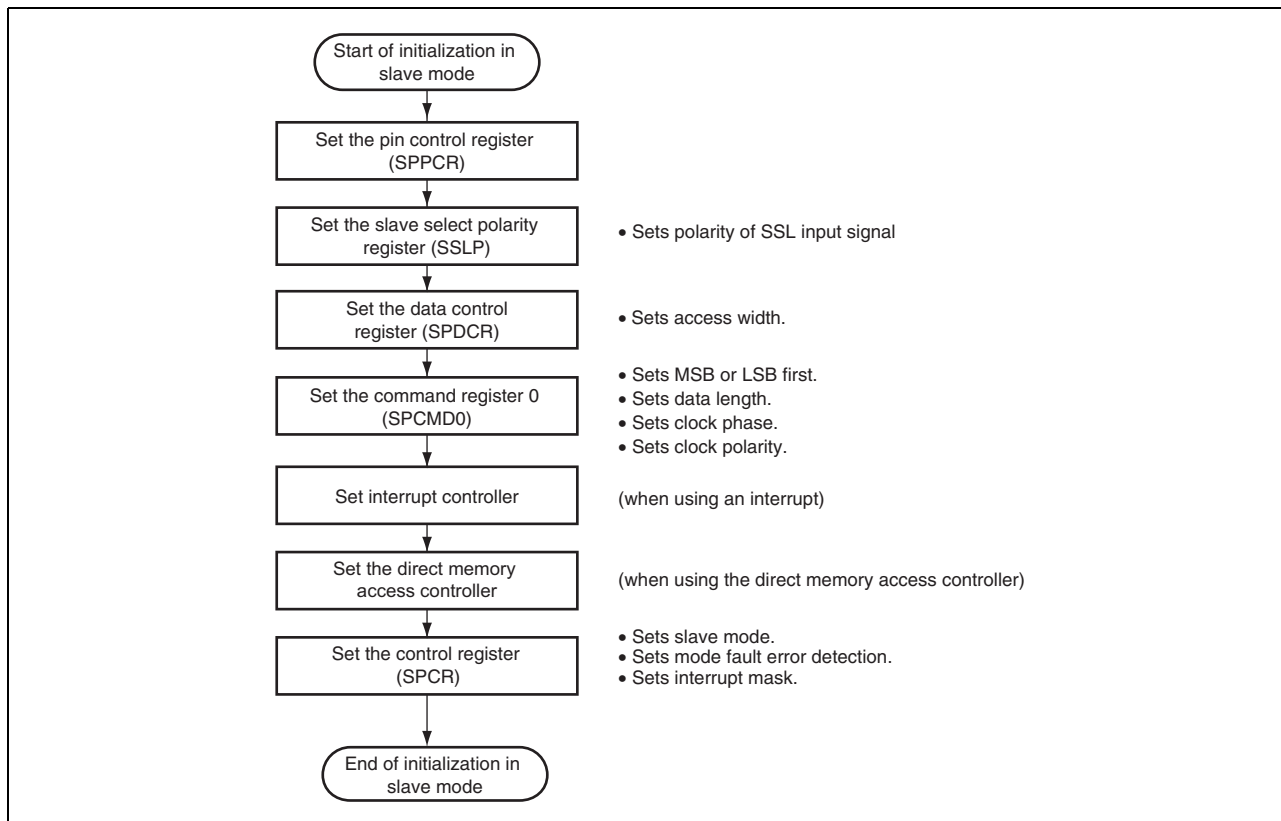 Start of initialization in
slave mode
Set the pin control register
(SPPCR)
Set the slave select polarity
register (SSLP)
• Sets polarity of SSL input signal
Set the data control
register (SPDCR)
• Sets access width.
Set the command register 0
(SPCMD0)
• Sets MSB or LSB first.
• Sets data length.
• Sets clock phase.
• Sets clock polarity.
Set interrupt controller
(when using an interrupt)
Set the direct memory
access controller
(when using the direct memory access controller)
Set the control register
(SPCR)
• Sets slave mode.
• Sets mode fault error detection.
• Sets interrupt mask.
End of initialization in
slave mode